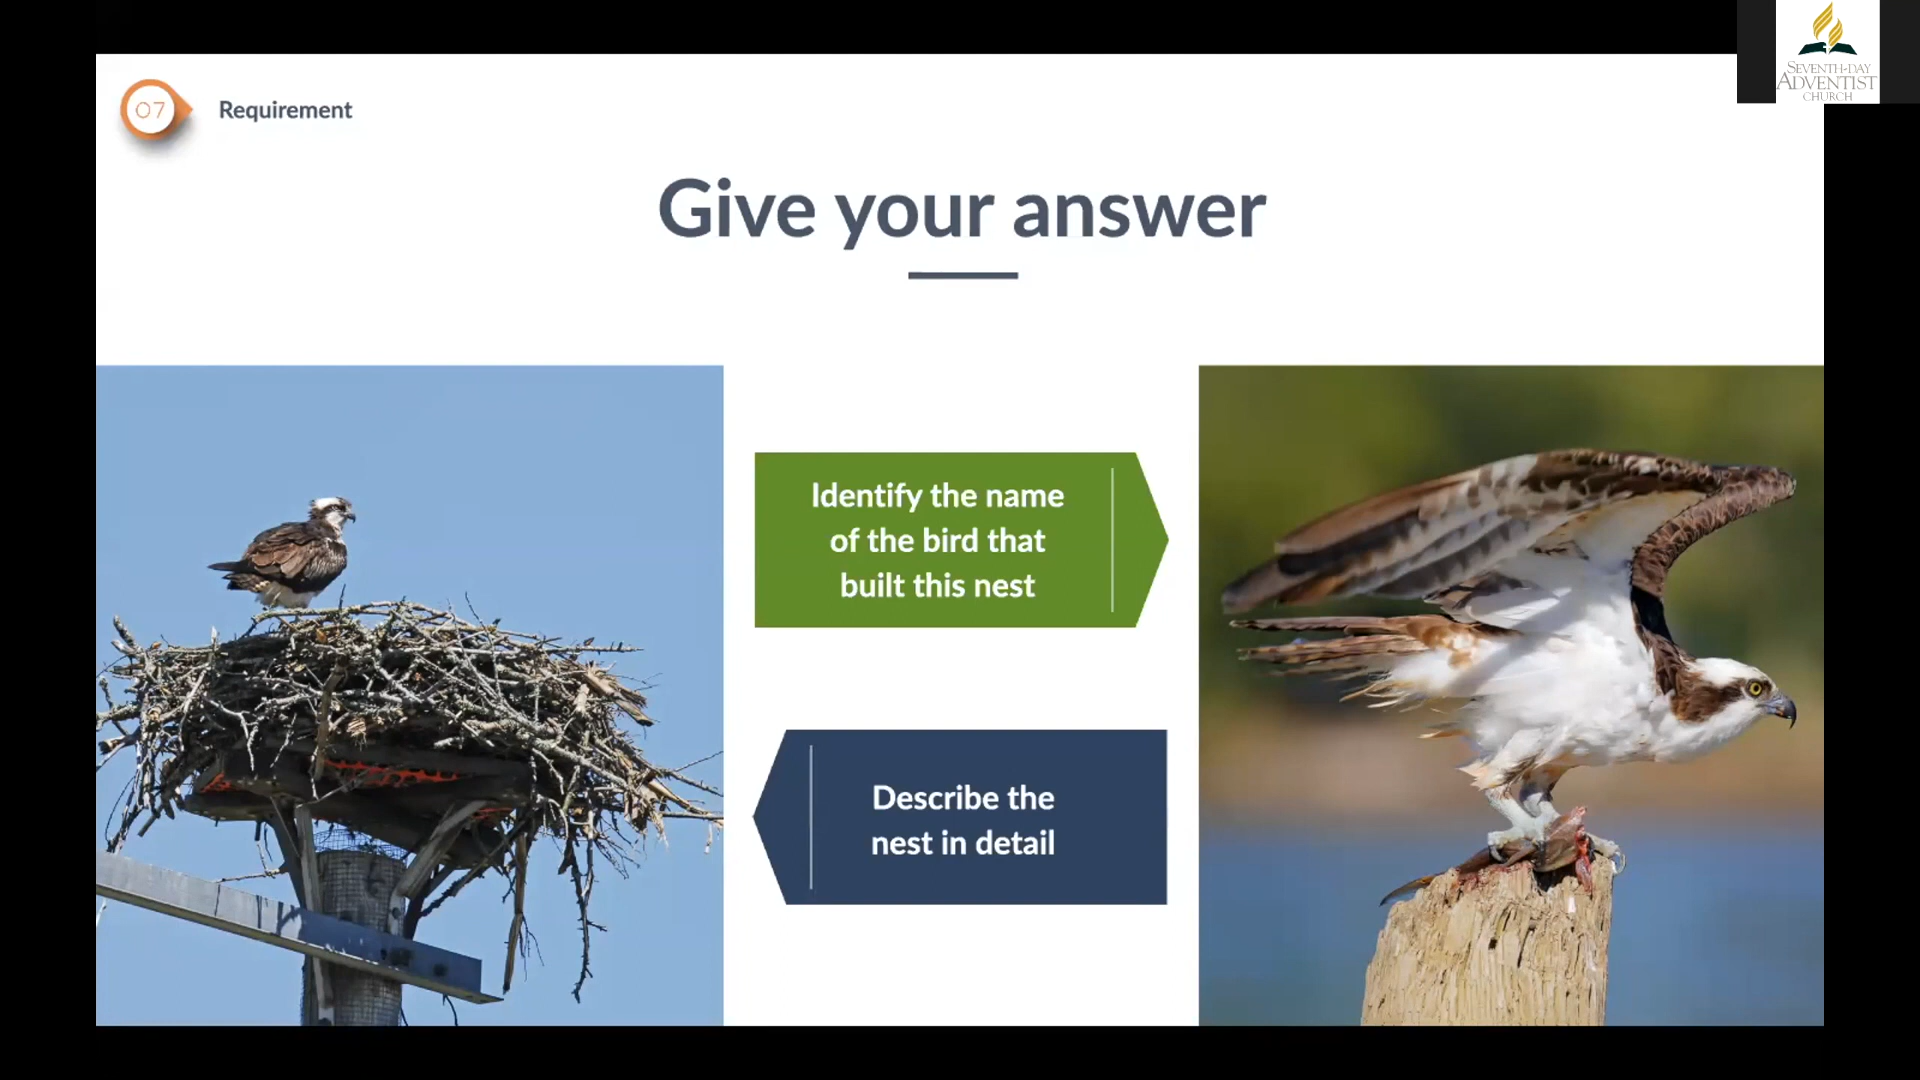 07
Requirement
SEVENTH-DAY
ADVENTIST
CHURCH
Give your answer
Identify the name
of the bird that
built this nest
Describe the
nest in detail